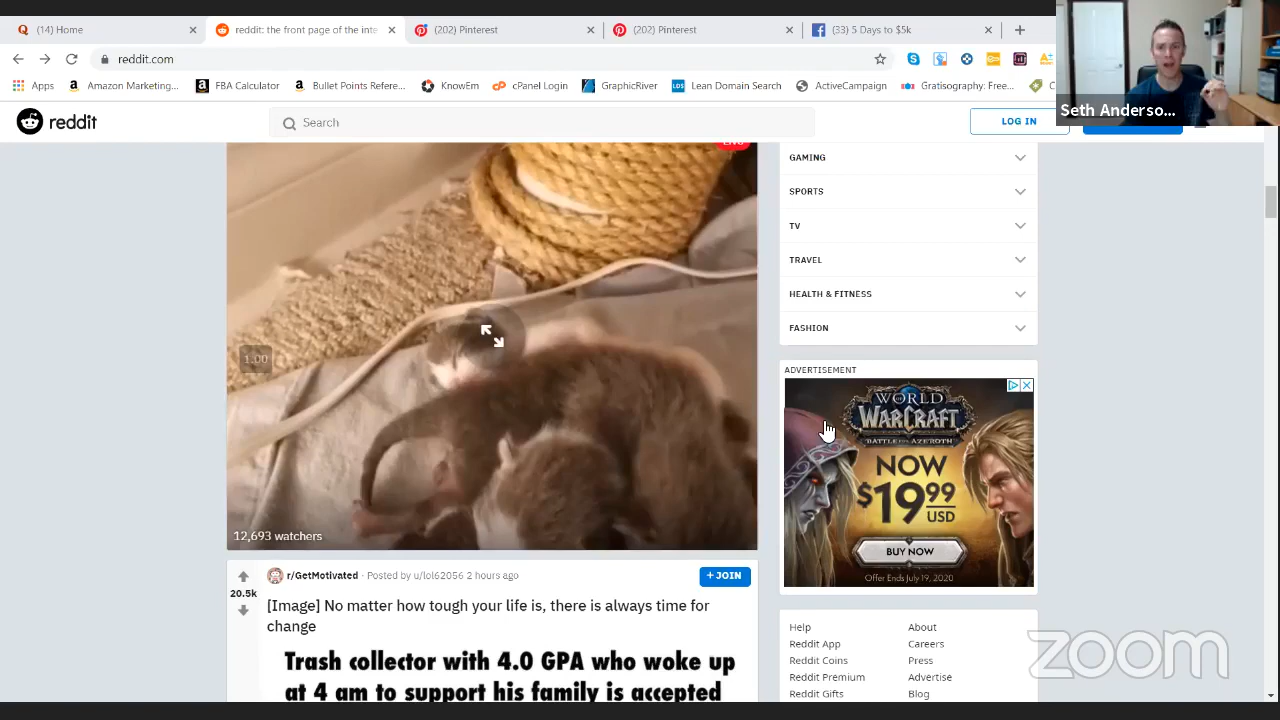 (14) Home
reddit: the front page of the inte
(202) Pinterest
(202) Pinterest
(33) 5 Days to $5k
reddit.com
Apps
Amazon Marketing...
FBA Calculator
Bullet Points Refere...
KnowEm
cPanel Login
GraphicRiver
Lean Domain Search
ActiveCampaign
Gratisography: Free...
Seth Anderso...
reddit
Search
LOG IN
LIVE
GAMING
SPORTS
TV
TRAVEL
HEALTH & FITNESS
FASHION
1.00
12,693 watchers
ADVERTISEMENT
WORLD
WARCRAFT
BATTLE FOR AZEROTH
NOW
$19.99
USD
BUY NOW
Offer Ends July 19, 2020
r/GetMotivated · Posted by u/lol62056 2 hours ago
+ JOIN
20.5k
[Image] No matter how tough your life is, there is always time for
change
Trash collector with 4.0 GPA who woke up
at 4 am to support his family is accepted
Help
About
Reddit App
Careers
Reddit Coins
Press
Reddit Premium
Advertise
Reddit Gifts
Blog
zoom